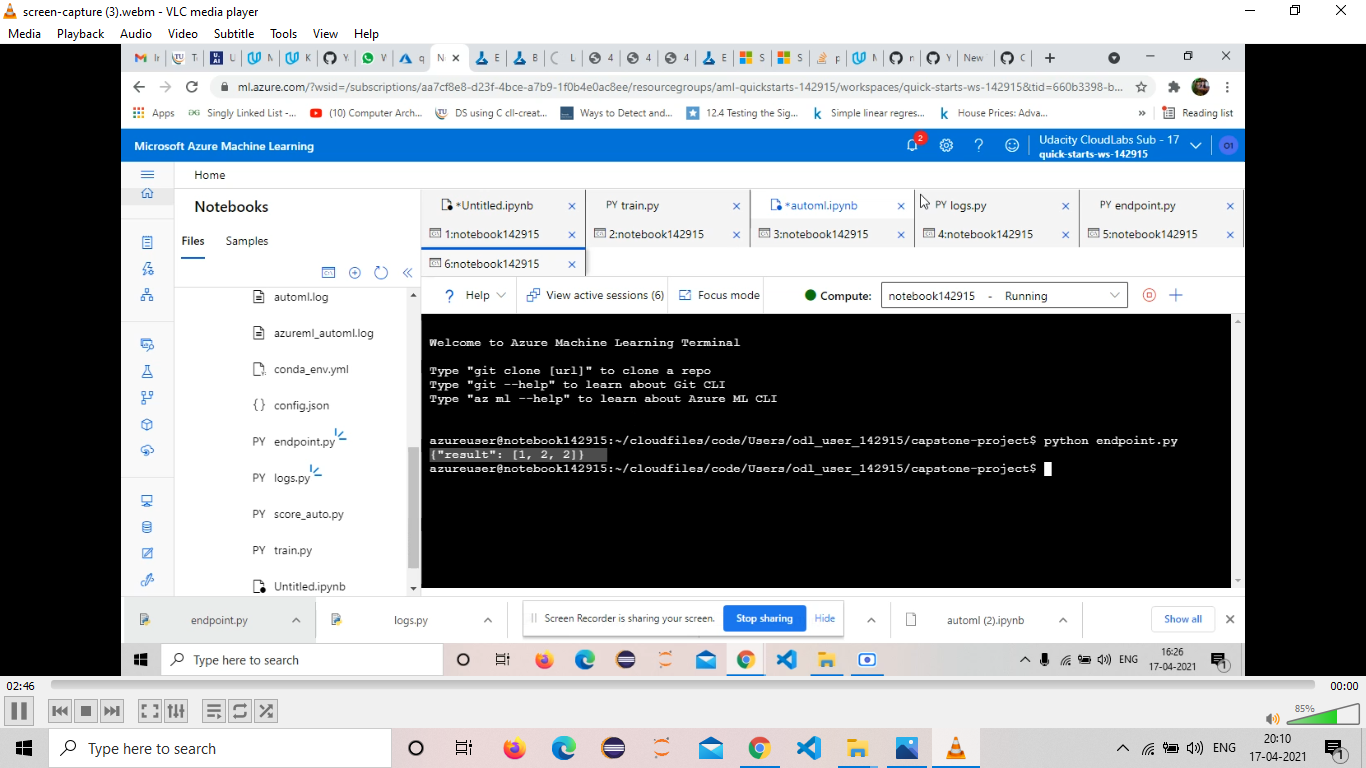 screen-capture (3).webm - VLC media player
Media Playback Audio Video Subtitle Tools View Help
ml.azure.com/?wsid=/subscriptions/aa7cf8e8-d23f-4bce-a7b9-1f0b4e0ac8ee/resourcegroups/aml-quickstarts-142915/workspaces/quick-starts-ws-142915&tid=660b3398-b...
Apps Singly Linked List -... (10) Computer Arch... DS using C cll-creat... Ways to Detect and... 12.4 Testing the Sig... Simple linear regres... House Prices: Adva... » Reading list
Microsoft Azure Machine Learning
2
Udacity CloudLabs Sub - 17
quick-starts-ws-142915
O1
Home
Notebooks
Files Samples
*Untitled.ipynb
PY train.py
*automl.ipynb
PY logs.py
PY endpoint.py
1:notebook142915
2:notebook142915
3:notebook142915
4:notebook142915
5:notebook142915
6:notebook142915
? Help
View active sessions (6)
Focus mode
Compute:
notebook142915 - Running
automl.log
azureml_automl.log
conda_env.yml
{} config.json
PY endpoint.py
PY logs.py
PY score_auto.py
PY train.py
Untitled.ipynb
Welcome to Azure Machine Learning Terminal
Type "git clone [url]" to clone a repo
Type "git --help" to learn about Git CLI
Type "az ml --help" to learn about Azure ML CLI
azureuser@notebook142915:~/cloudfiles/code/Users/odl_user_142915/capstone-project$ python endpoint.py
{"result": [1, 2, 2]}
azureuser@notebook142915:~/cloudfiles/code/Users/odl_user_142915/capstone-project$
endpoint.py
logs.py
Screen Recorder is sharing your screen.
Stop sharing
Hide
automl (2).ipynb
Show all
Type here to search
ENG
16:26
17-04-2021
1
02:46
00:00
85%
Type here to search
ENG
20:10
17-04-2021
1